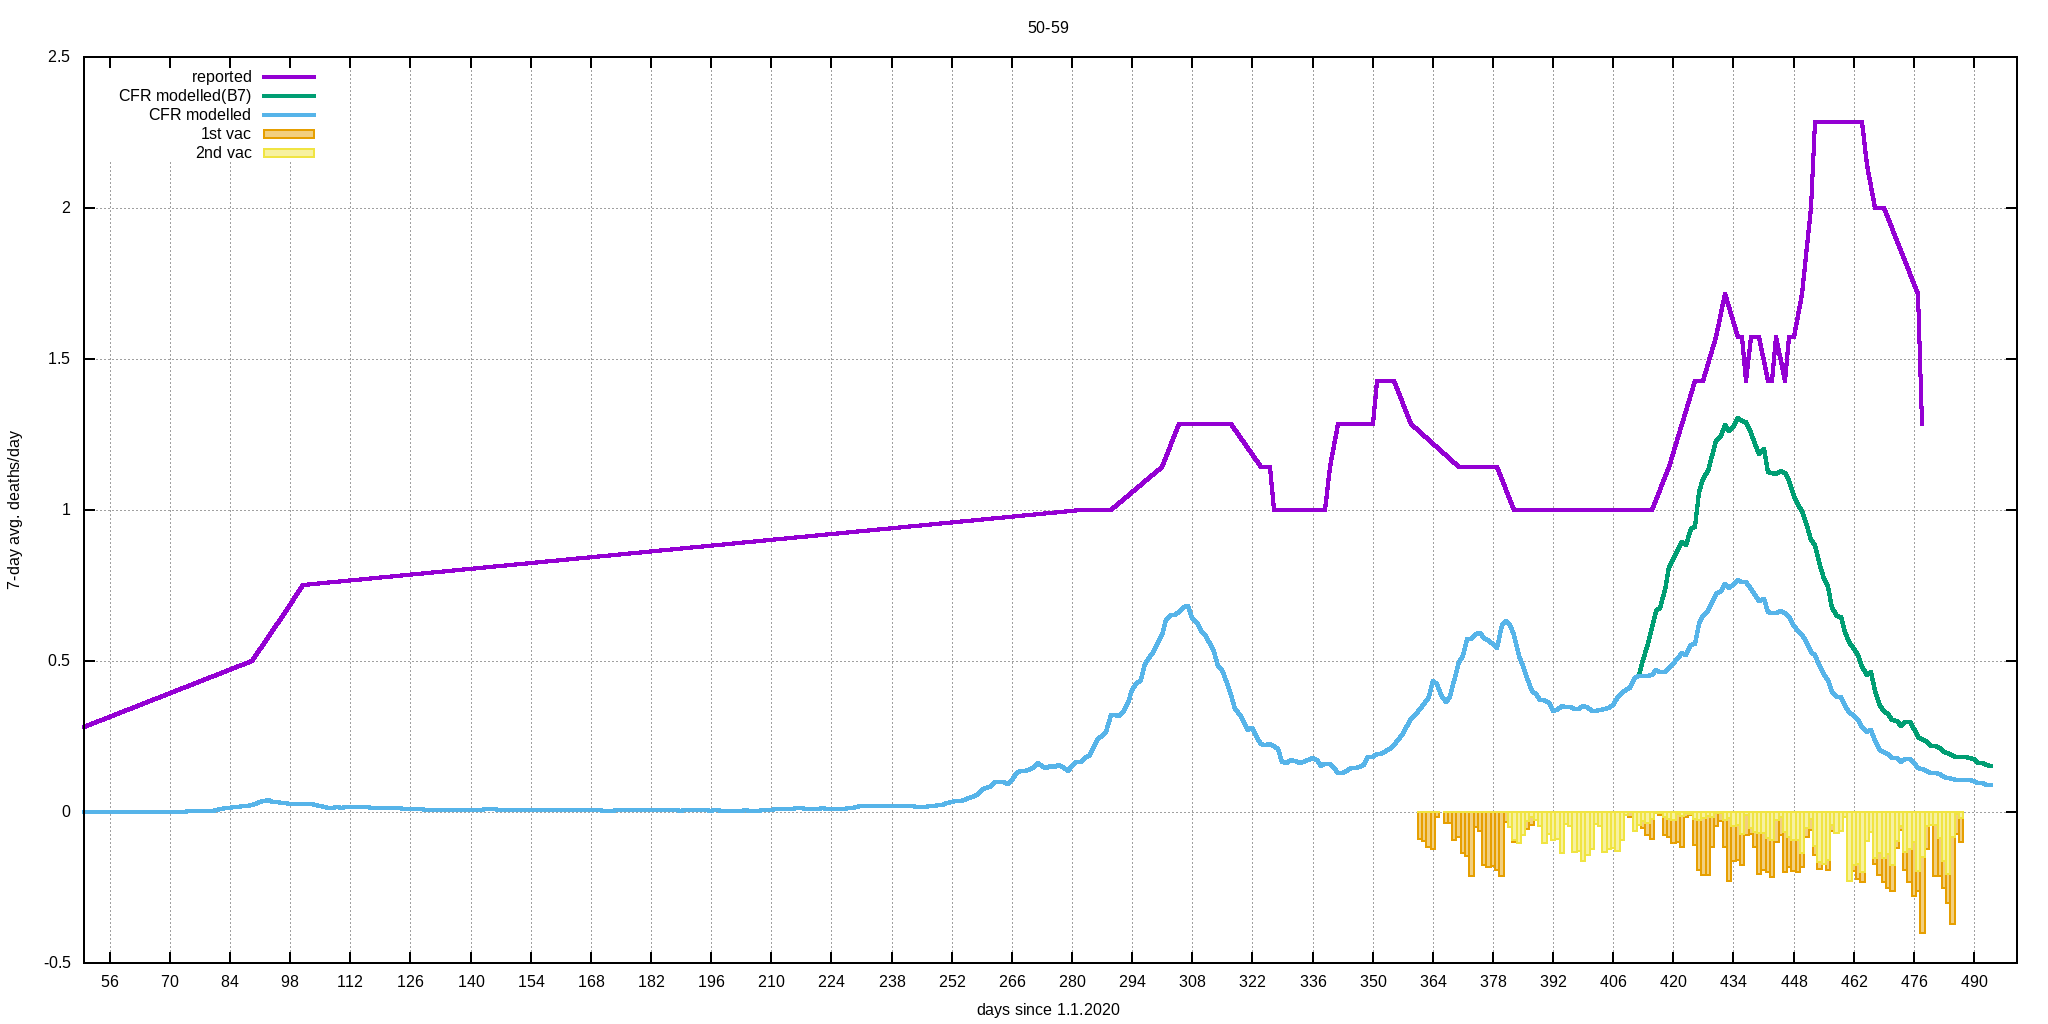 50-59
reported
CFR modelled(B7)
CFR modelled
1st vac
2nd vac
2.5
2
1.5
1
0.5
0
-0.5
7-day avg. deaths/day
56 70 84 98 112 126 140 154 168 182 196 210 224 238 252 266 280 294 308 322 336 350 364 378 392 406 420 434 448 462 476 490
days since 1.1.2020